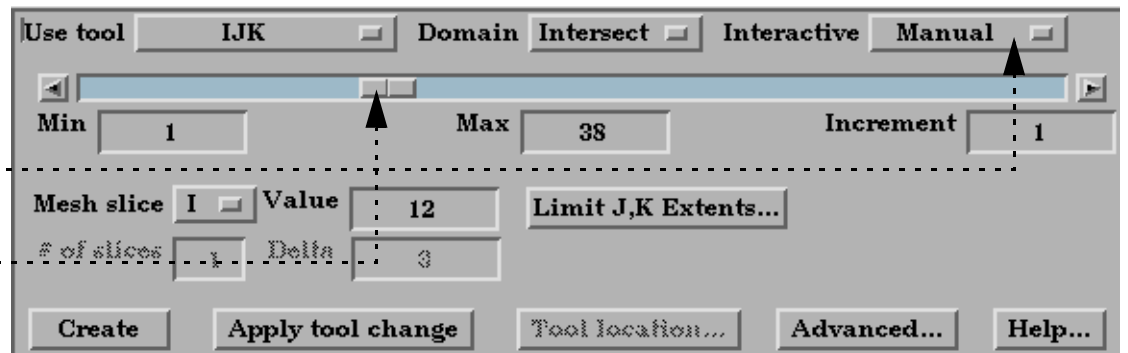 Use tool IJK Domain Intersect Interactive Manual
Min 1 Max 38 Increment 1
Mesh slice I Value 12 Limit J,K Extents...
# of slices 1 Delta 3
Create Apply tool change Tool location... Advanced... Help...